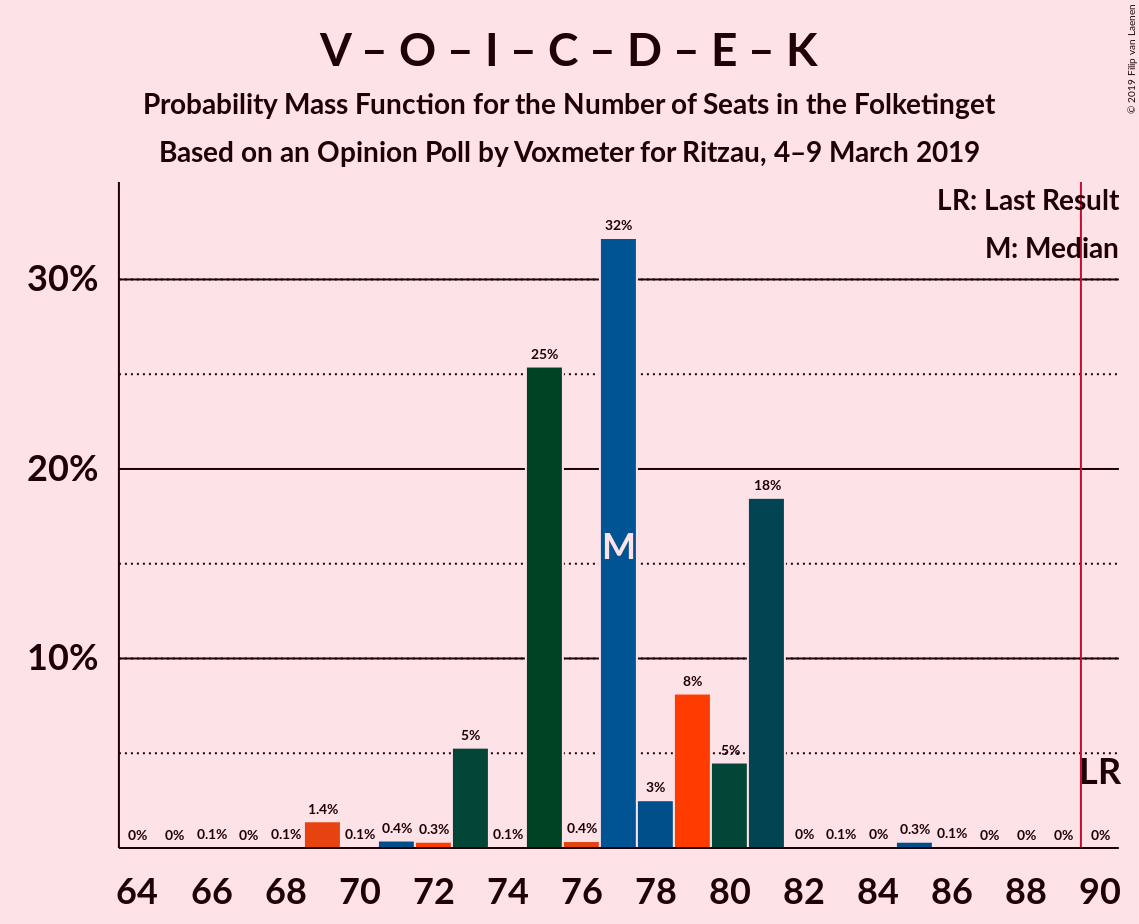 V – O – I – C – D – E – K
Probability Mass Function for the Number of Seats in the Folketinget
Based on an Opinion Poll by Voxmeter for Ritzau, 4–9 March 2019
© 2019 Filip van Laenen
LR: Last Result
M: Median
30%
20%
10%
0% 0% 0.1% 0% 0.1% 1.4% 0.1% 0.4% 0.3% 5% 0.1% 25% 0.4% 32% 3% 8% 5% 18% 0% 0.1% 0% 0.3% 0.1% 0% 0% 0% 0%
M
LR
64 66 68 70 72 74 76 78 80 82 84 86 88 90